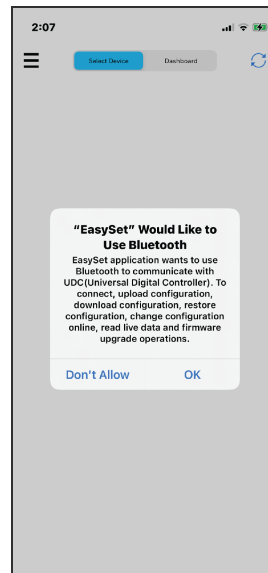 2:07
Select Device Dashboard
“EasySet” Would Like to
Use Bluetooth
EasySet application wants to use
Bluetooth to communicate with
UDC(Universal Digital Controller). To
connect, upload configuration,
download configuration, restore
configuration, change configuration
online, read live data and firmware
upgrade operations.
Don’t Allow OK